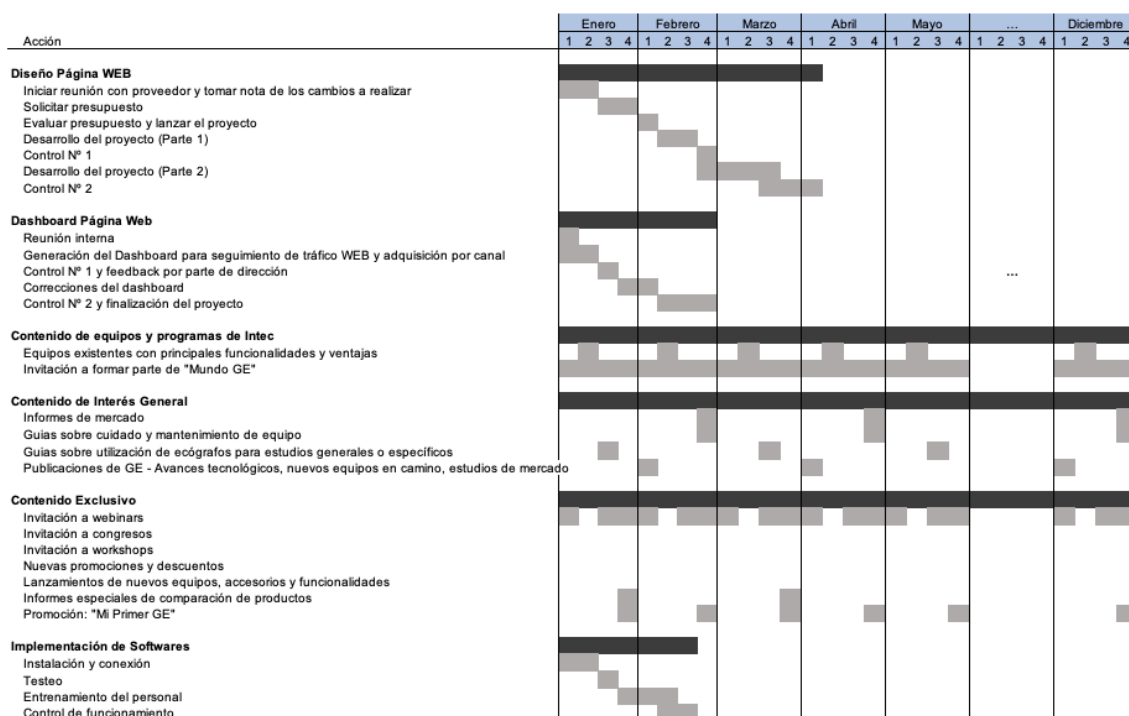 Enero Febrero Marzo Abril Mayo ... Diciembre
Acción 1 2 3 4 1 2 3 4 1 2 3 4 1 2 3 4 1 2 3 4 1 2 3 4 1 2 3 4
Diseño Página WEB
Iniciar reunión con proveedor y tomar nota de los cambios a realizar
Solicitar presupuesto
Evaluar presupuesto y lanzar el proyecto
Desarrollo del proyecto (Parte 1)
Control Nº 1
Desarrollo del proyecto (Parte 2)
Control Nº 2
Dashboard Página Web
Reunión interna
Generación del Dashboard para seguimiento de tráfico WEB y adquisición por canal
Control Nº 1 y feedback por parte de dirección ...
Correcciones del dashboard
Control Nº 2 y finalización del proyecto
Contenido de equipos y programas de Intec
Equipos existentes con principales funcionalidades y ventajas
Invitación a formar parte de "Mundo GE"
Contenido de Interés General
Informes de mercado
Guias sobre cuidado y mantenimiento de equipo
Guias sobre utilización de ecógrafos para estudios generales o específicos
Publicaciones de GE - Avances tecnológicos, nuevos equipos en camino, estudios de mercado
Contenido Exclusivo
Invitación a webinars
Invitación a congresos
Invitación a workshops
Nuevas promociones y descuentos
Lanzamientos de nuevos equipos, accesorios y funcionalidades
Informes especiales de comparación de productos
Promoción: "Mi Primer GE"
Implementación de Softwares
Instalación y conexión
Testeo
Entrenamiento del personal
Control de funcionamiento